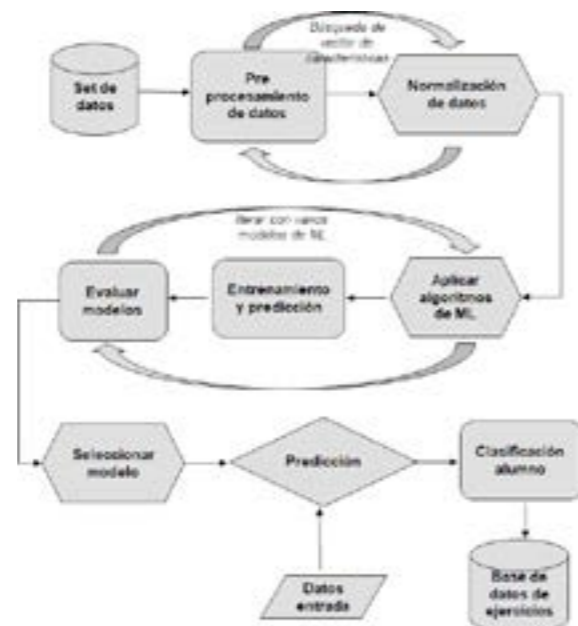 Búsqueda de
vector de
características
Set de
datos
Pre
procesamiento
de datos
Normalización
de datos
Iterar con varios
modelos de ML
Evaluar
modelos
Entrenamiento
y predicción
Aplicar
algoritmos
de ML
Seleccionar
modelo
Predicción
Clasificación
alumno
Datos
entrada
Base de
datos de
ejercicios